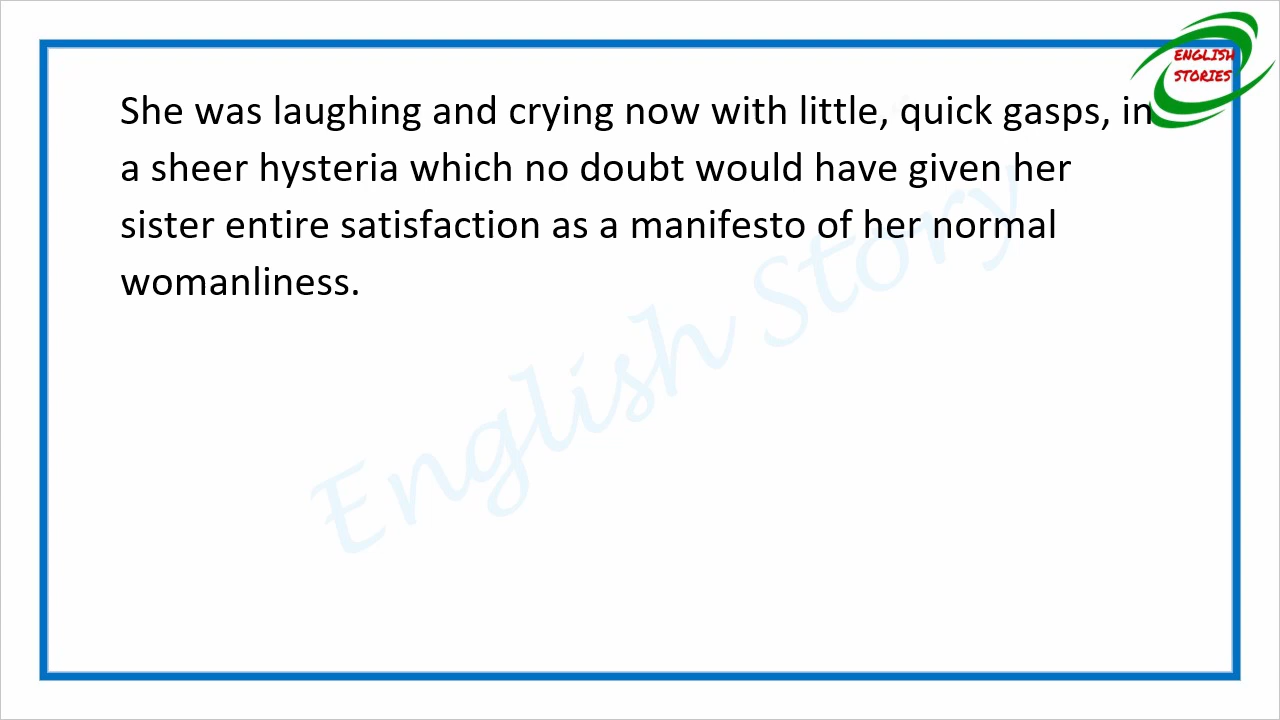 ENGLISH
STORIES
She was laughing and crying now with little, quick gasps, in
a sheer hysteria which no doubt would have given her
sister entire satisfaction as a manifesto of her normal
womanliness.
English Story